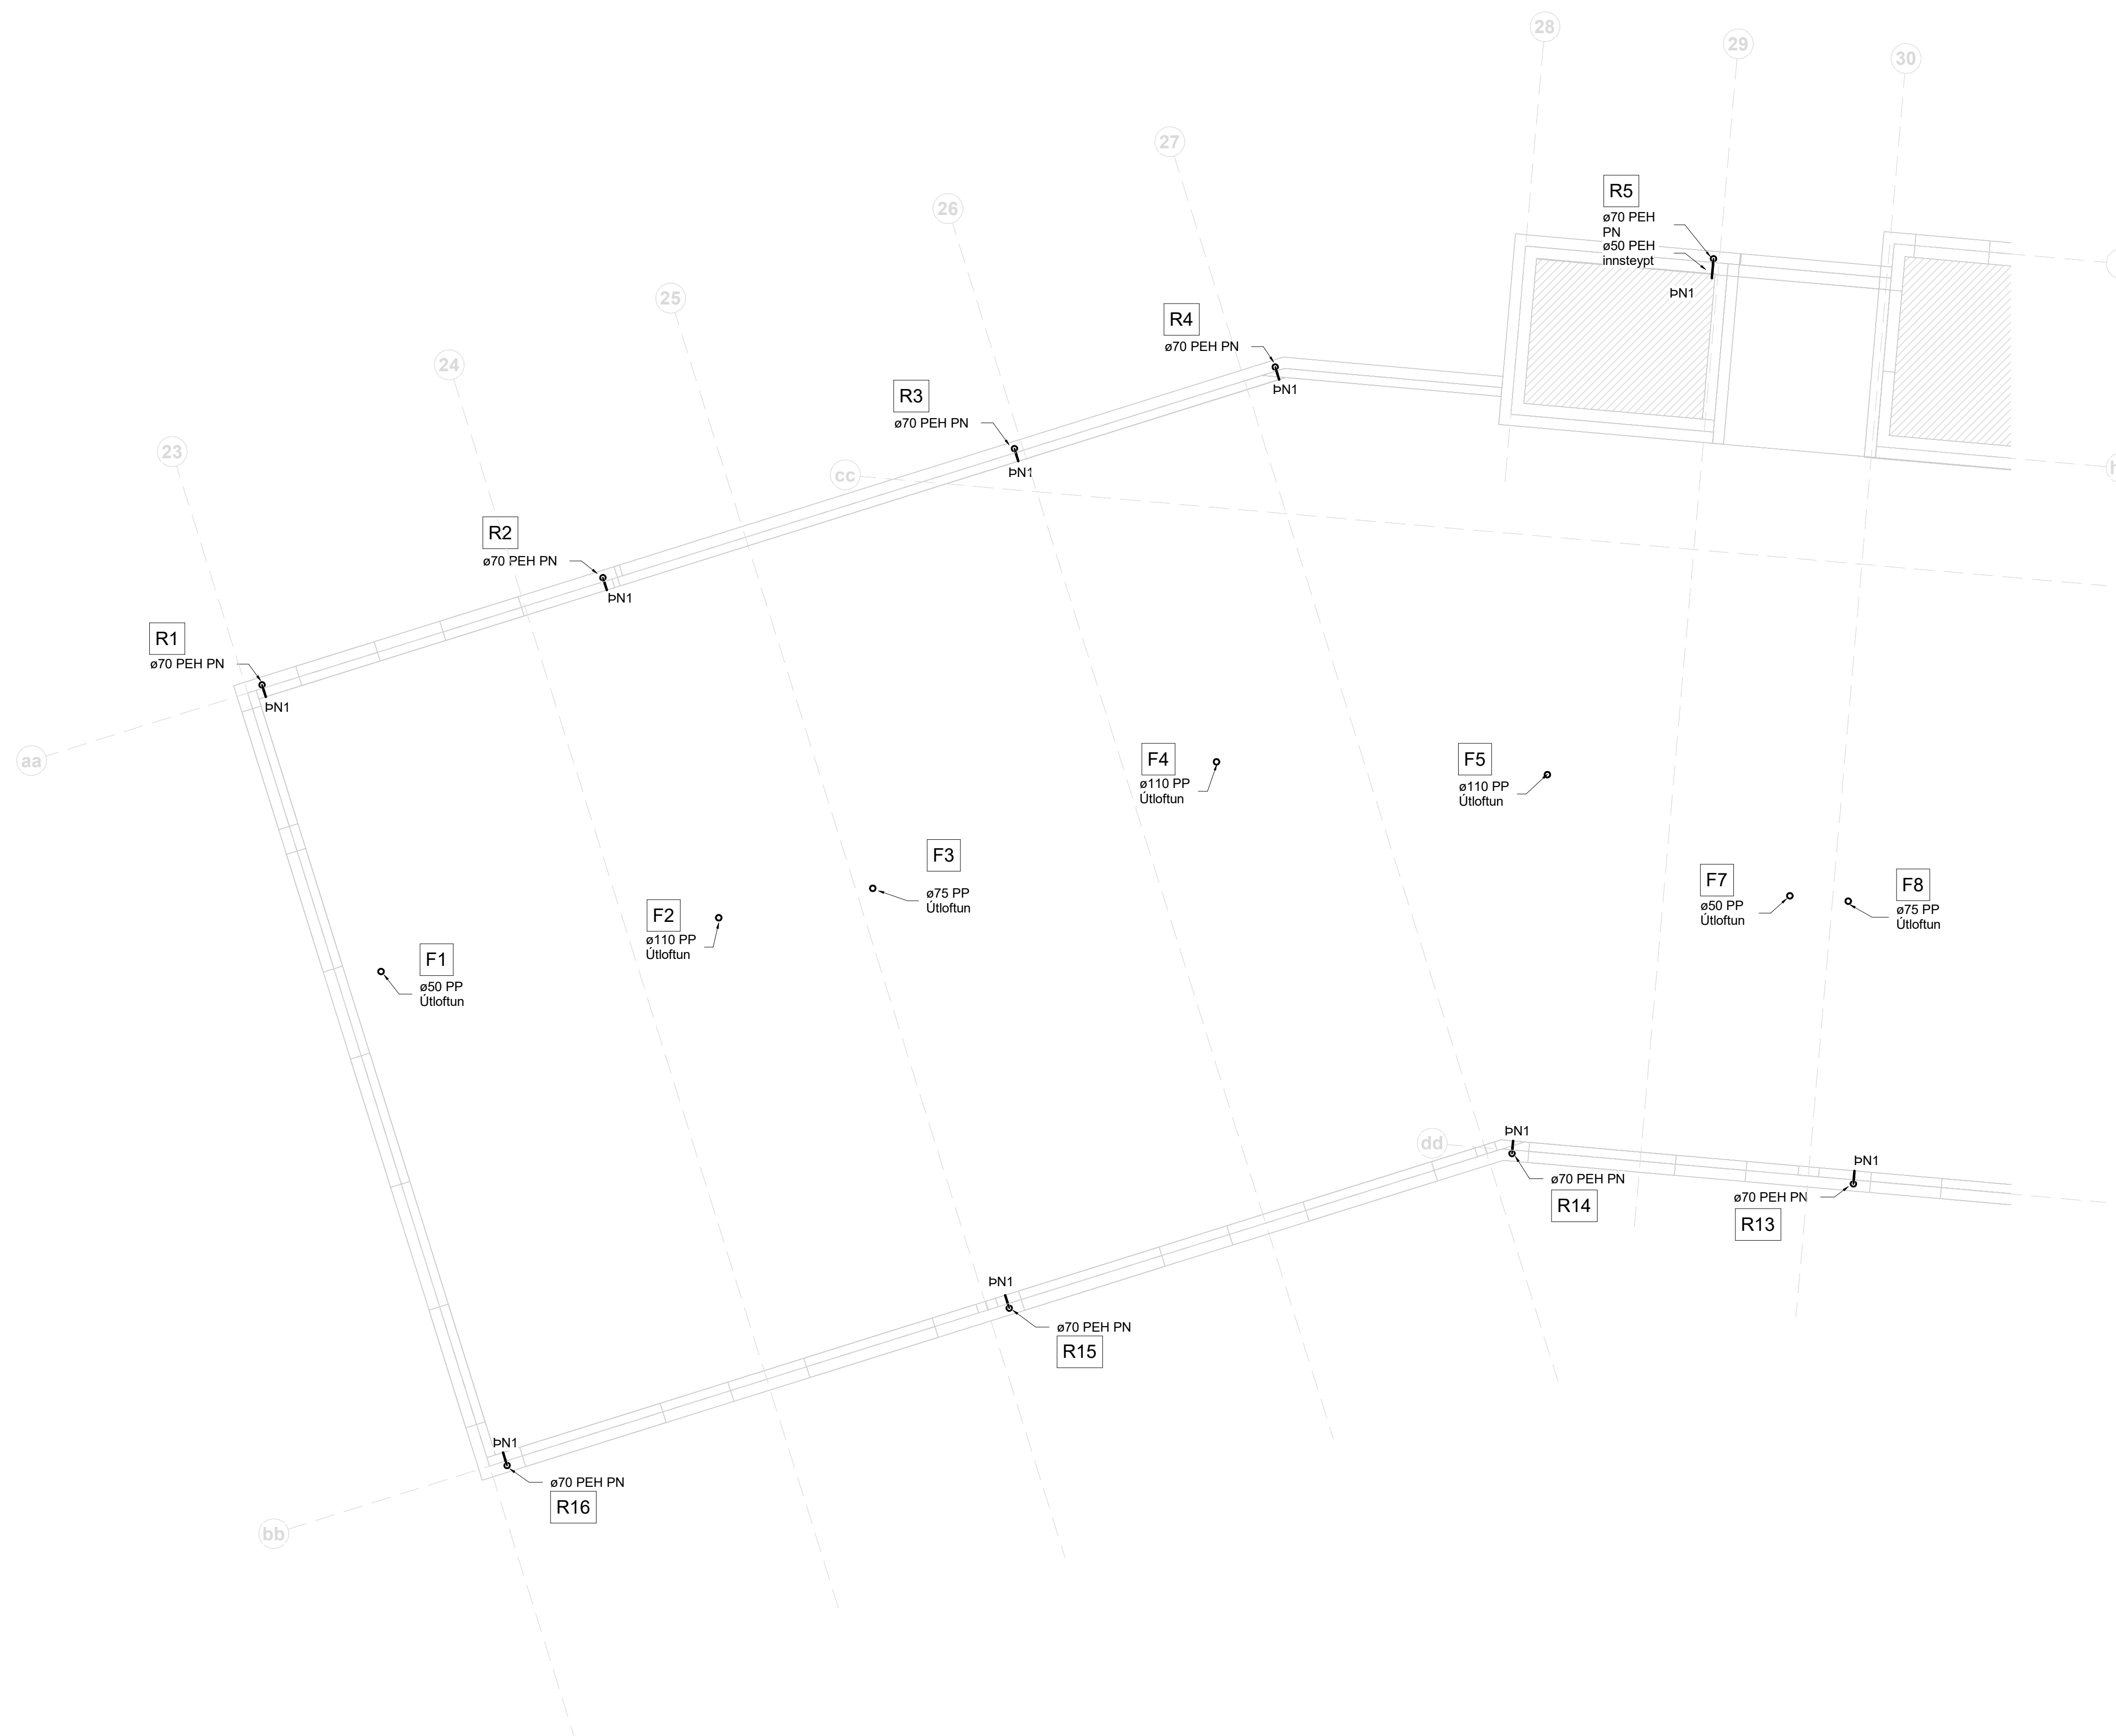 28
29
30
27
26
25
24
23
R5
ø70 PEH
PN
ø50 PEH
innsteypt
ÞN1
R4
ø70 PEH PN
ÞN1
R3
ø70 PEH PN
ÞN1
cc
R2
ø70 PEH PN
ÞN1
R1
ø70 PEH PN
ÞN1
aa
F4
ø110 PP
Útloftun
F5
ø110 PP
Útloftun
F3
ø75 PP
Útloftun
F7
ø50 PP
Útloftun
F8
ø75 PP
Útloftun
F2
ø110 PP
Útloftun
F1
ø50 PP
Útloftun
dd
ÞN1
ø70 PEH PN
R14
ÞN1
ø70 PEH PN
R13
ÞN1
ø70 PEH PN
R15
ÞN1
ø70 PEH PN
R16
bb